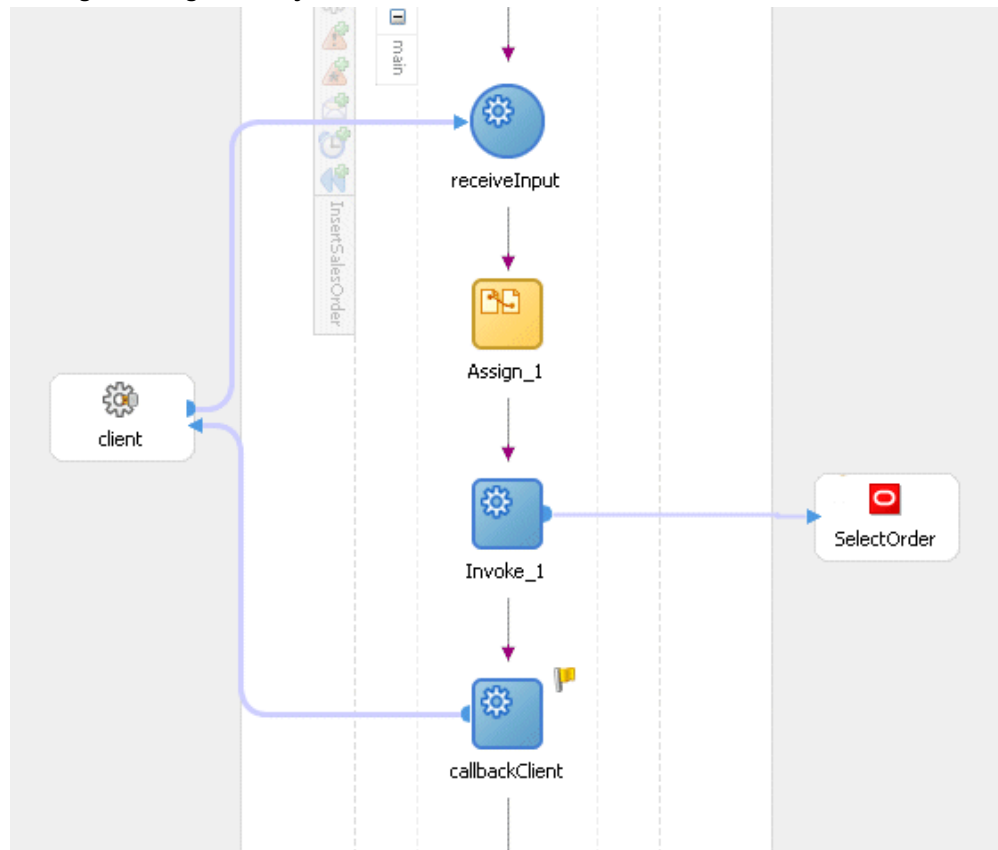 main
receiveInput
InsertSalesOrder
Assign_1
client
SelectOrder
Invoke_1
callbackClient